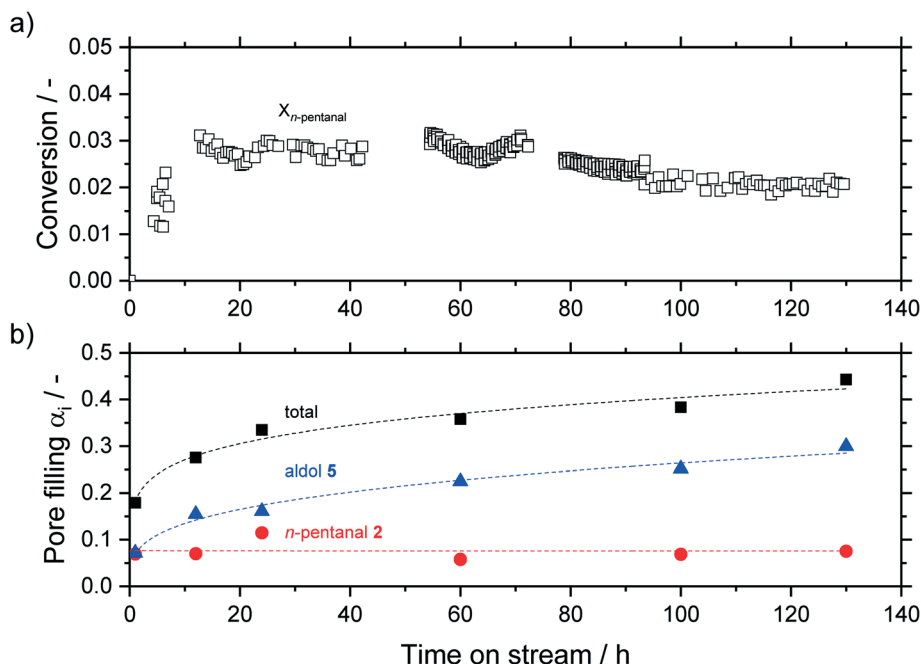 a)
0.05
0.04
0.03
0.02
0.01
0.00
Conversion / -
Xn-pentanal
0 20 40 60 80 100 120 140
b)
0.5
0.4
0.3
0.2
0.1
0.0
Pore filling αi / -
total
aldol 5
n-pentanal 2
0 20 40 60 80 100 120 140
Time on stream / h